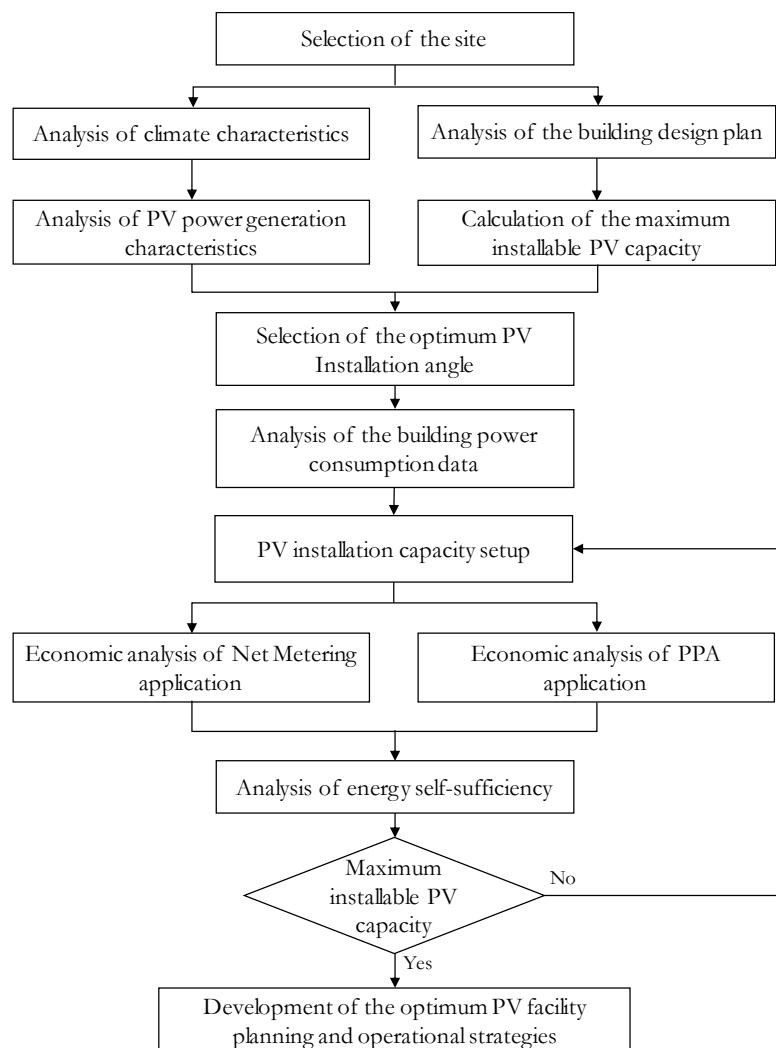 Selection of the site
Analysis of climate characteristics
Analysis of the building design plan
Analysis of PV power generation
characteristics
Calculation of the maximum
installable PV capacity
Selection of the optimum PV
Installation angle
Analysis of the building power
consumption data
PV installation capacity setup
Economic analysis of Net Metering
application
Economic analysis of PPA
application
Analysis of energy self-sufficiency
Maximum
installable PV
capacity
No
Yes
Development of the optimum PV facility
planning and operational strategies